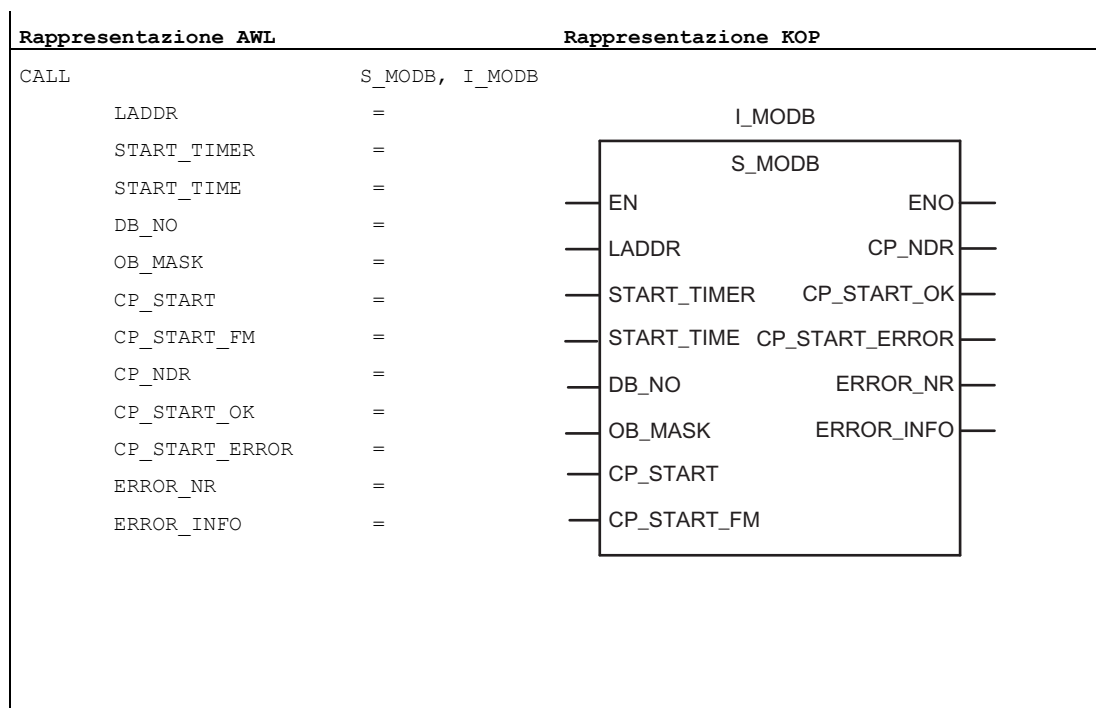 Rappresentazione AWL Rappresentazione KOP
CALL S_MODB, I_MODB
LADDR =
START_TIMER =
START_TIME =
DB_NO =
OB_MASK =
CP_START =
CP_START_FM =
CP_NDR =
CP_START_OK =
CP_START_ERROR =
ERROR_NR =
ERROR_INFO =
I_MODB
S_MODB
EN ENO
LADDR CP_NDR
START_TIMER CP_START_OK
START_TIME CP_START_ERROR
DB_NO ERROR_NR
OB_MASK ERROR_INFO
CP_START
CP_START_FM